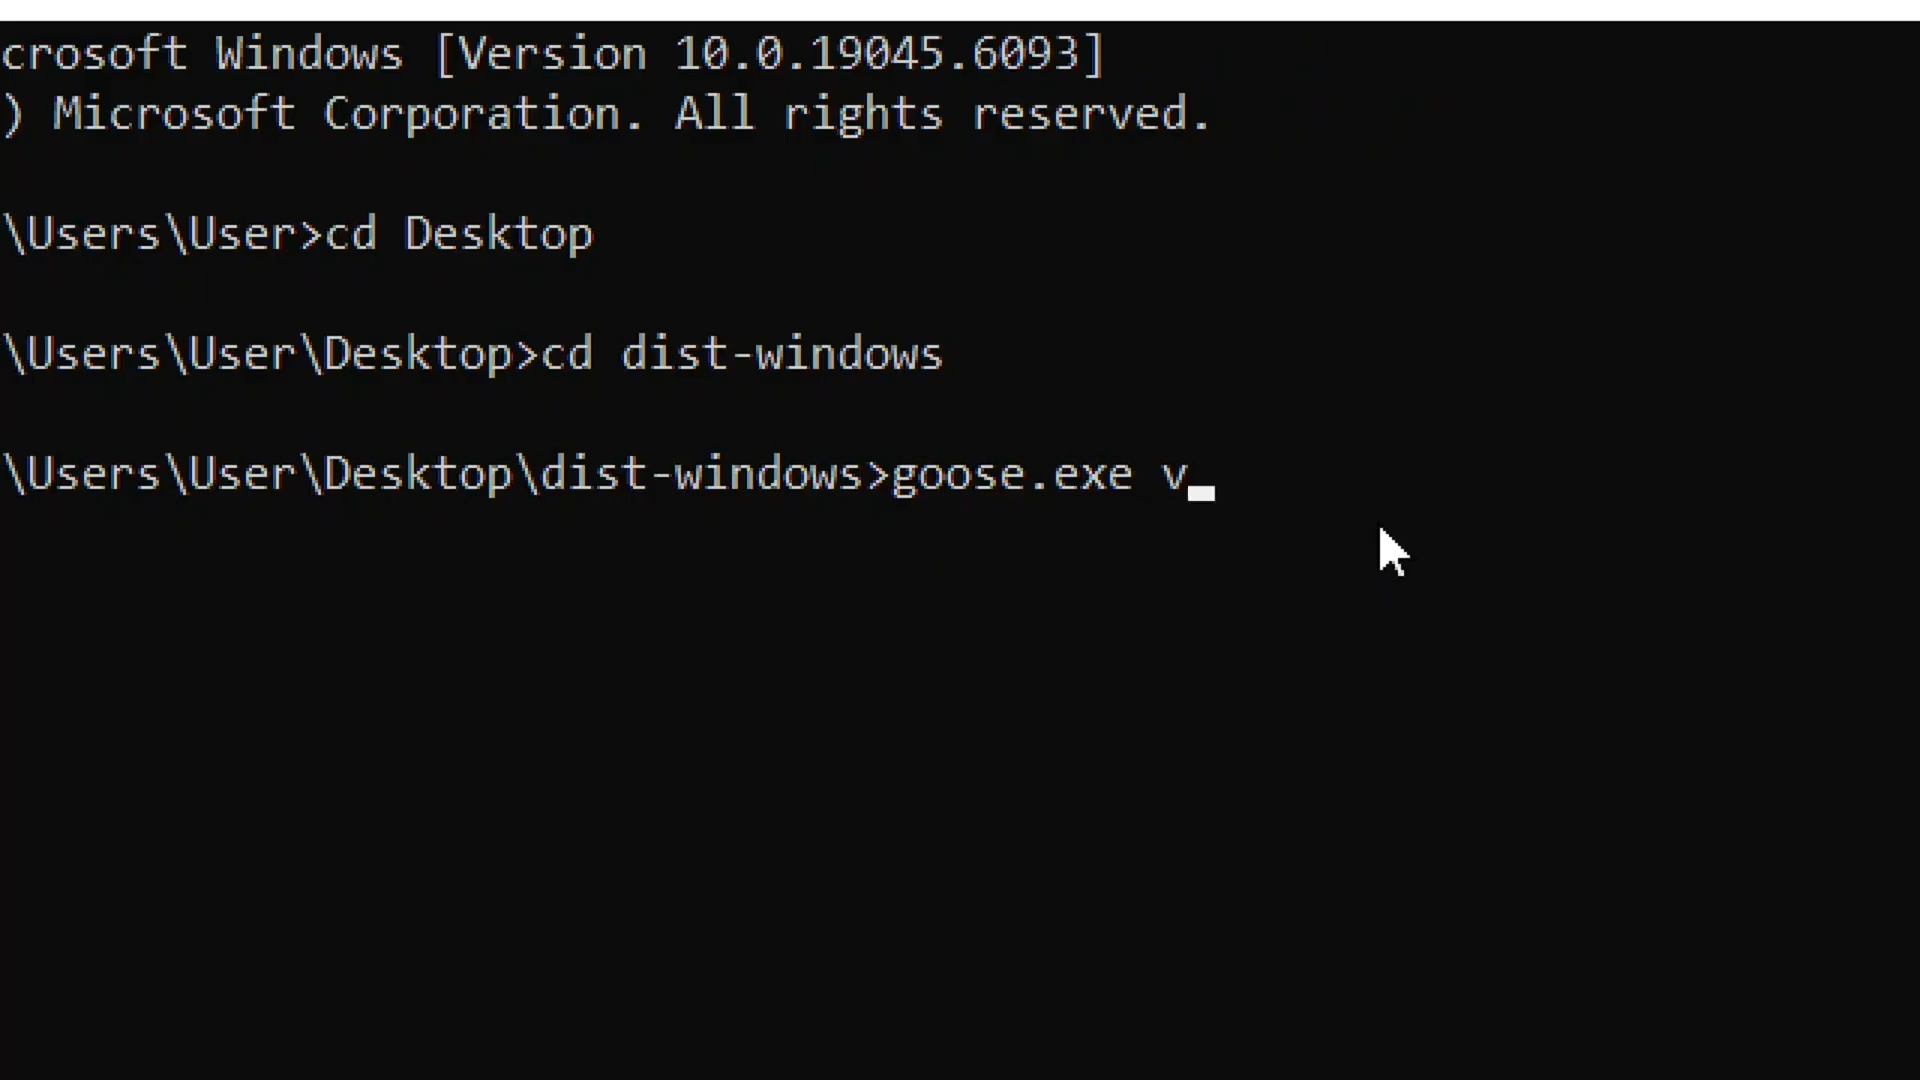 crosoft Windows [Version 10.0.19045.6093]
) Microsoft Corporation. All rights reserved.
\Users\User>cd Desktop
\Users\User\Desktop>cd dist-windows
\Users\User\Desktop\dist-windows>goose.exe v